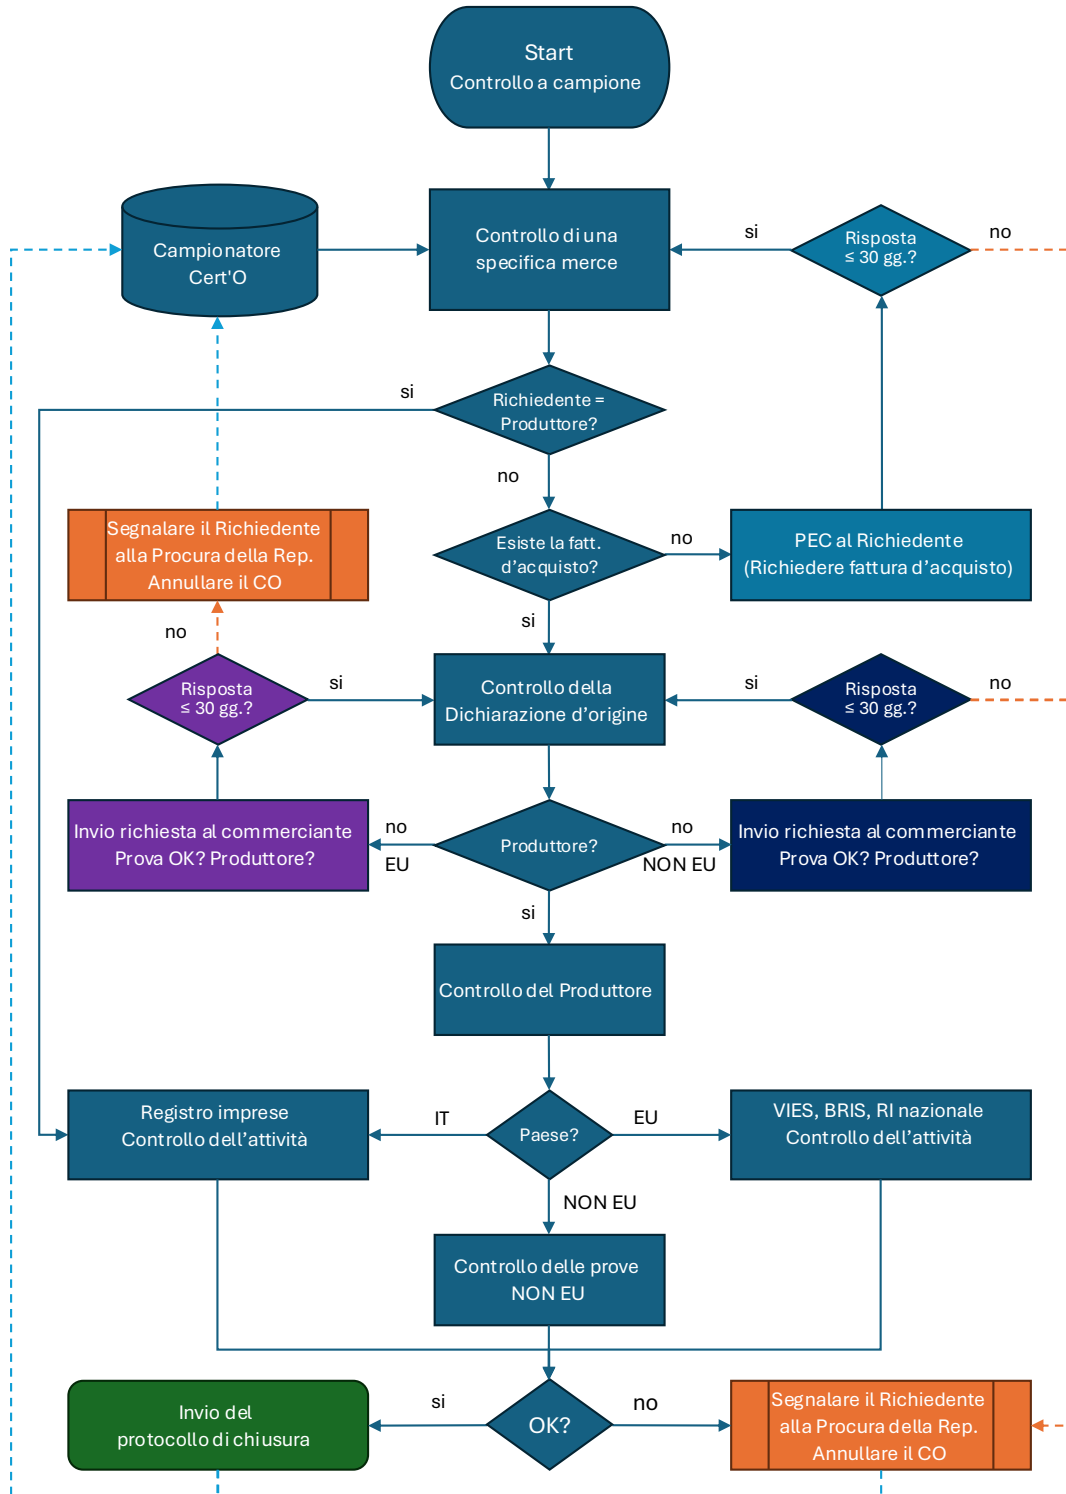 Start
Controllo a campione
Campionatore
Cert'O
Controllo di una
specifica merce
si
Risposta
≤ 30 gg.?
no
si
Richiedente =
Produttore?
no
Segnalare il Richiedente
alla Procura della Rep.
Annullare il CO
Esiste la fatt.
d’acquisto?
no
PEC al Richiedente
(Richiedere fattura d’acquisto)
si
no
Risposta
≤ 30 gg.?
si
Controllo della
Dichiarazione d’origine
si
Risposta
≤ 30 gg.?
no
Invio richiesta al commerciante
Prova OK? Produttore?
no
EU
Produttore?
no
NON EU
Invio richiesta al commerciante
Prova OK? Produttore?
si
Controllo del Produttore
Registro imprese
Controllo dell’attività
IT
Paese?
EU
VIES, BRIS, RI nazionale
Controllo dell’attività
NON EU
Controllo delle prove
NON EU
Invio del
protocollo di chiusura
si
OK?
no
Segnalare il Richiedente
alla Procura della Rep.
Annullare il CO